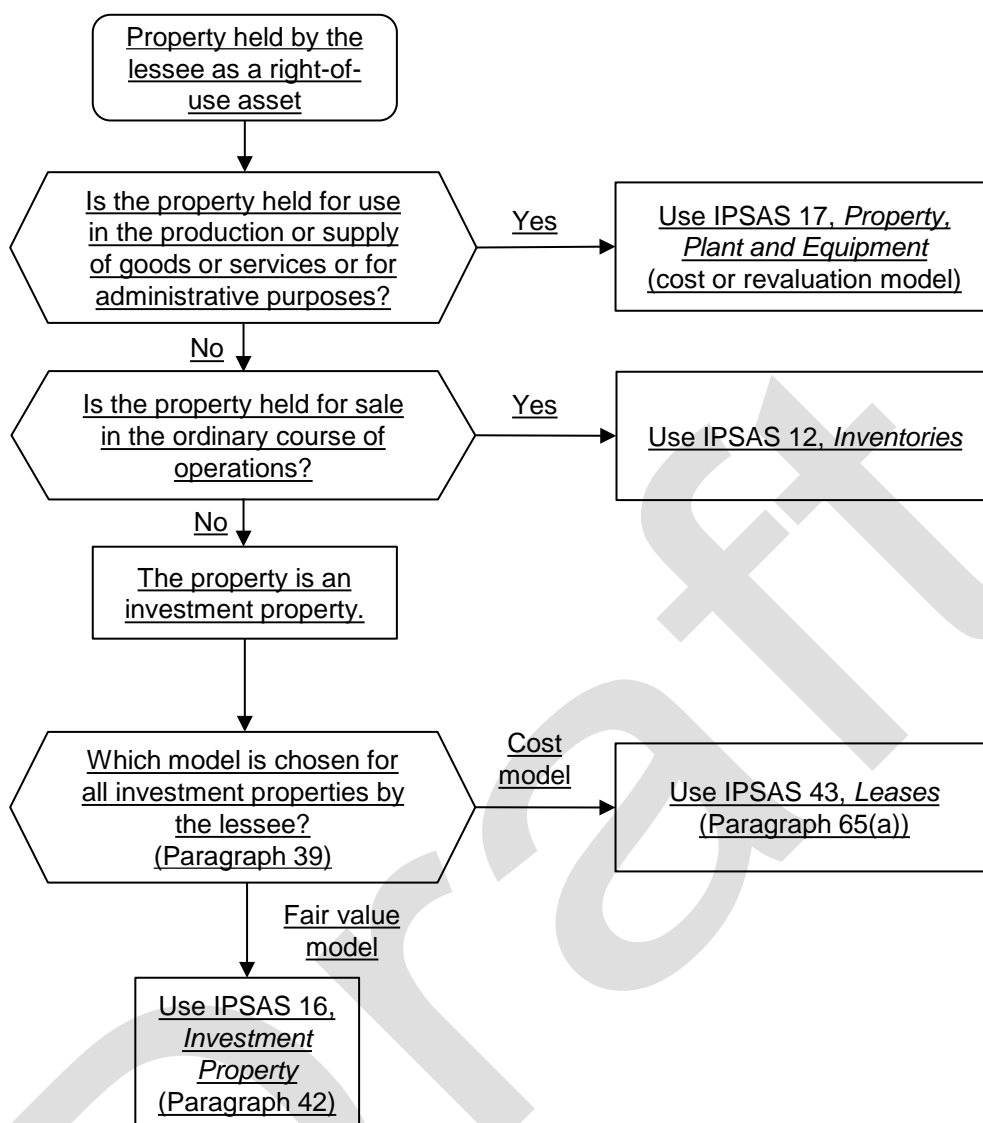 Property held by the
lessee as a right-of-
use asset
Is the property held for use
in the production or supply
of goods or services or for
administrative purposes?
Yes
Use IPSAS 17, Property,
Plant and Equipment
(cost or revaluation model)
No
Is the property held for sale
in the ordinary course of
operations?
Yes
Use IPSAS 12, Inventories
No
The property is an
investment property.
Which model is chosen for
all investment properties by
the lessee?
(Paragraph 39)
Cost
model
Use IPSAS 43, Leases
(Paragraph 65(a))
Fair value
model
Use IPSAS 16,
Investment
Property
(Paragraph 42)
Draft